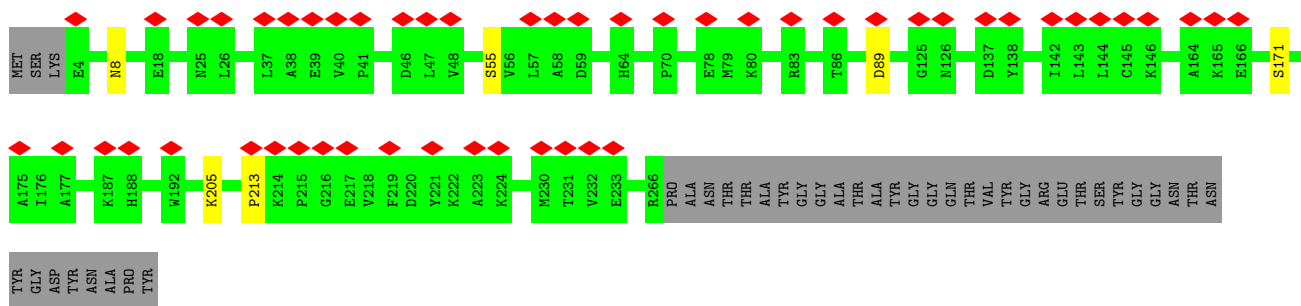 MET SER LYS E4 N8 E18 N25 L26 L37 A38 E39 V40 P41 D46 L47 V48 S55 V56 L57 A58 D59 H64 P70 E78 M79 K80 R83 T86 D89 G125 N126 D137 Y138 I142 L143 L144 C145 K146 A164 K165 E166 S171
A175 I176 A177 K187 H188 W192 K205 P213 K214 P215 G216 E217 V218 F219 D220 Y221 K222 A223 K224 M230 T231 V232 E233 R266 PRO ALA ASN THR THR ALA TYR GLY GLY ALA THR ALA TYR GLY GLY GLN THR VAL TYR GLY ARG GLU THR SER TYR GLY GLY ASN THR ASN
TYR GLY ASP TYR ASN ALA PRO TYR